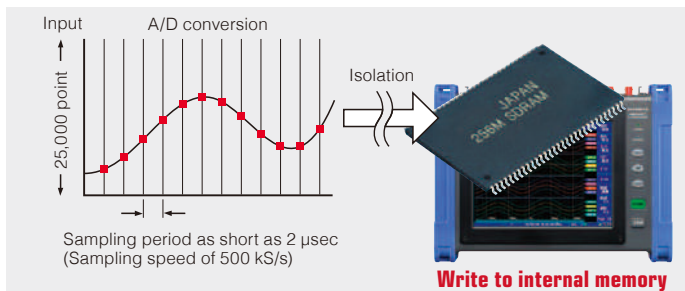 Input
A/D conversion
25,000 point
Isolation
JAPAN
256M SDRAM
Sampling period as short as 2 μsec
(Sampling speed of 500 kS/s)
Write to internal memory